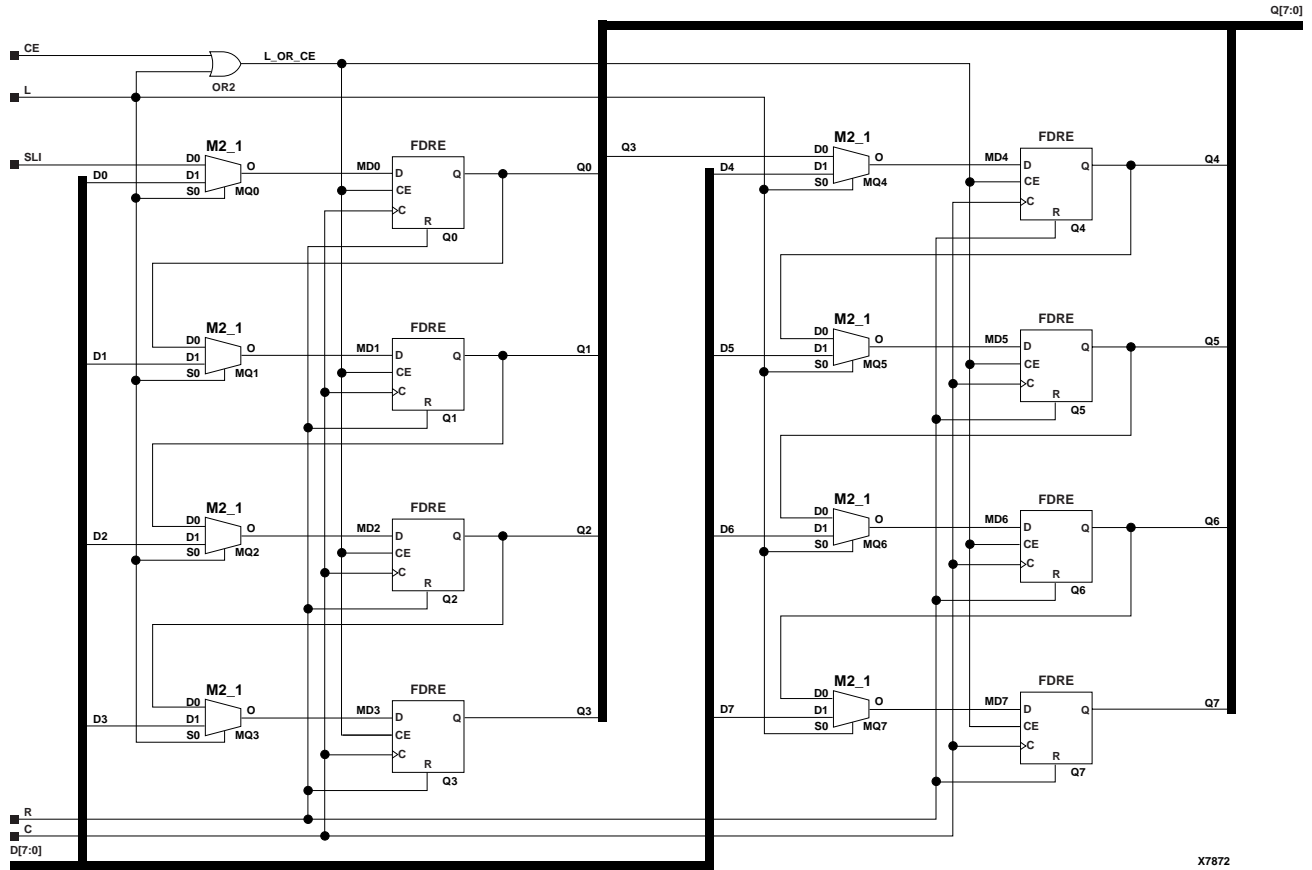 Q[7:0]
CE
L_OR_CE
OR2
L
SLI
M2_1
D0
D0
D1
S0
O
MQ0
MD0
FDRE
D
CE
C
Q
R
Q0
Q0
Q3
M2_1
D4
D0
D1
S0
O
MQ4
MD4
FDRE
D
CE
C
Q
R
Q4
Q4
M2_1
D1
D0
D1
S0
O
MQ1
MD1
FDRE
D
CE
C
Q
R
Q1
Q1
M2_1
D5
D0
D1
S0
O
MQ5
MD5
FDRE
D
CE
C
Q
R
Q5
Q5
M2_1
D2
D0
D1
S0
O
MQ2
MD2
FDRE
D
CE
C
Q
R
Q2
Q2
M2_1
D6
D0
D1
S0
O
MQ6
MD6
FDRE
D
CE
C
Q
R
Q6
Q6
M2_1
D3
D0
D1
S0
O
MQ3
MD3
FDRE
D
CE
C
Q
R
Q3
Q3
M2_1
D7
D0
D1
S0
O
MQ7
MD7
FDRE
D
CE
C
Q
R
Q7
Q7
R
C
D[7:0]
X7872